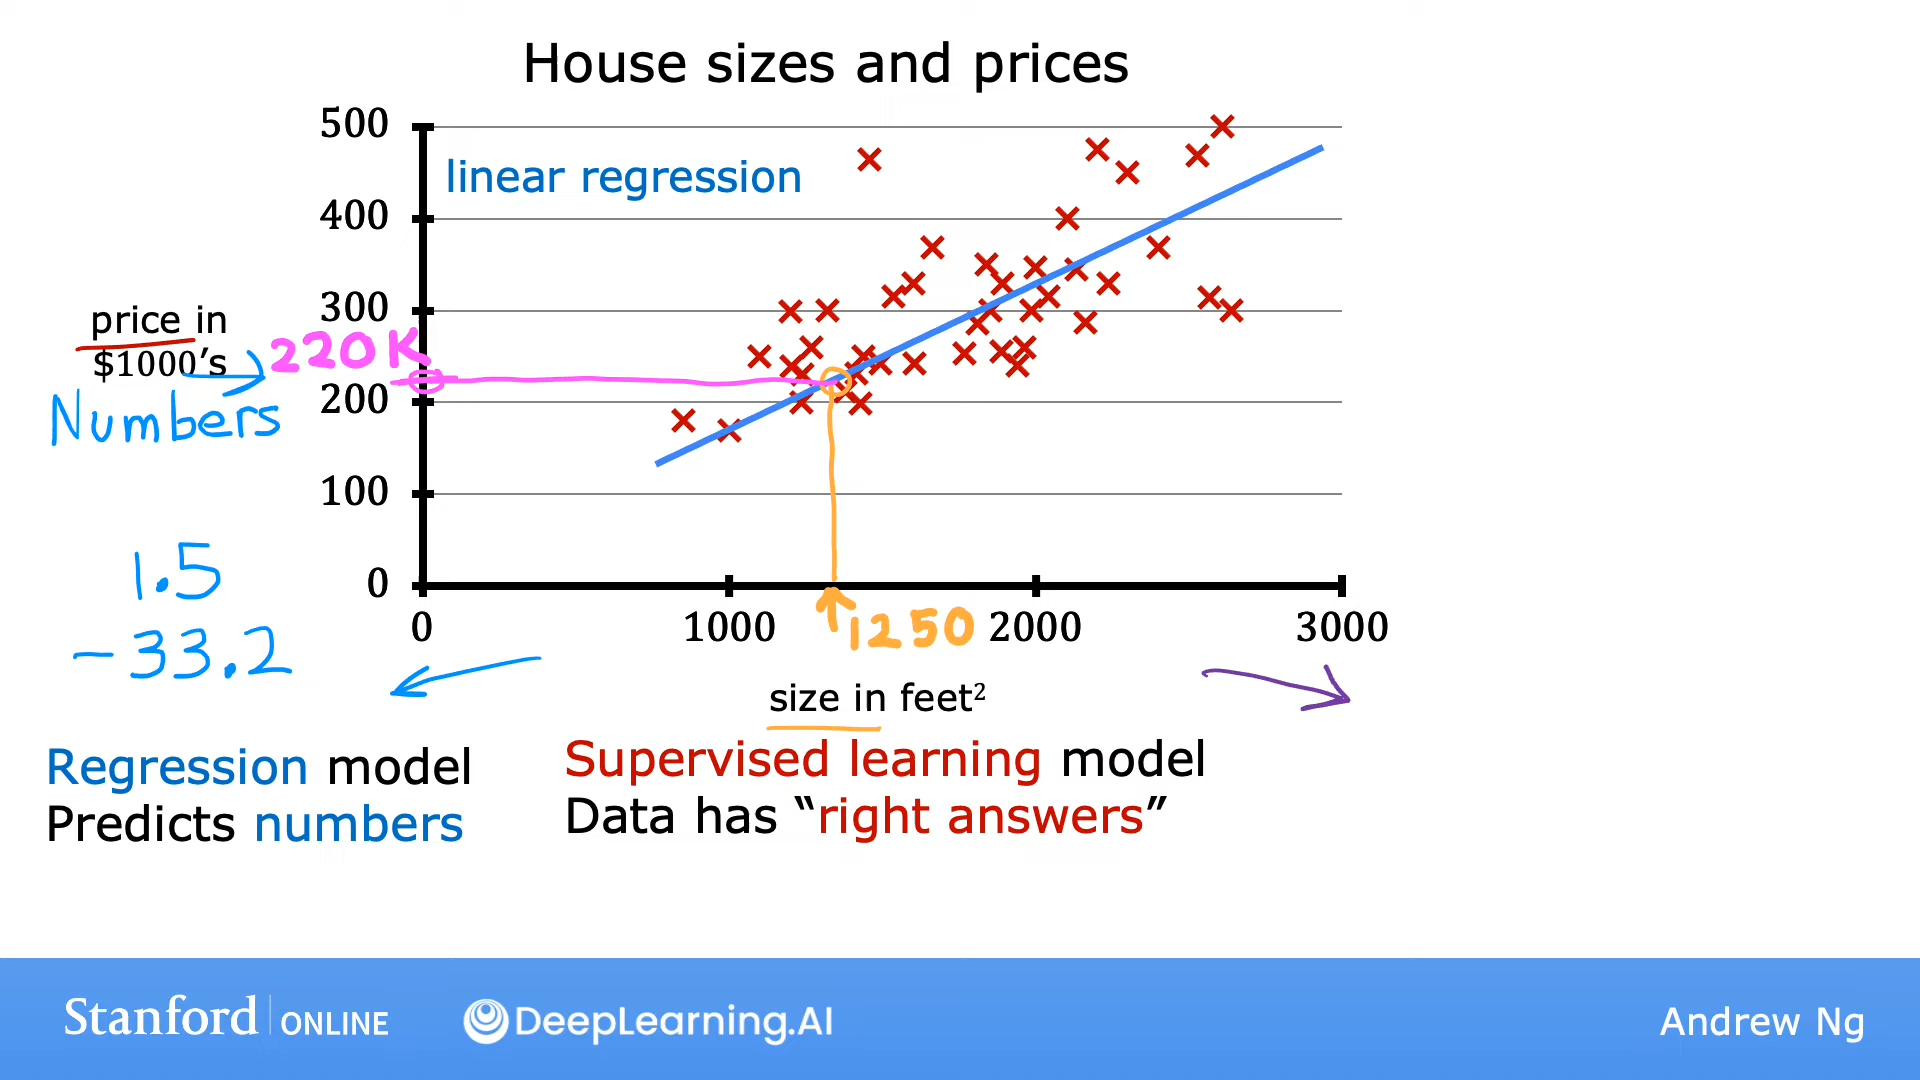 House sizes and prices
500
linear regression
400
300
price in
$1000's
220K
200
Numbers
100
1.5
0
-33.2
0 1000 1250 2000 3000
size in feet²
Regression model
Predicts numbers
Supervised learning model
Data has “right answers”
Stanford | ONLINE
DeepLearning.AI
Andrew Ng